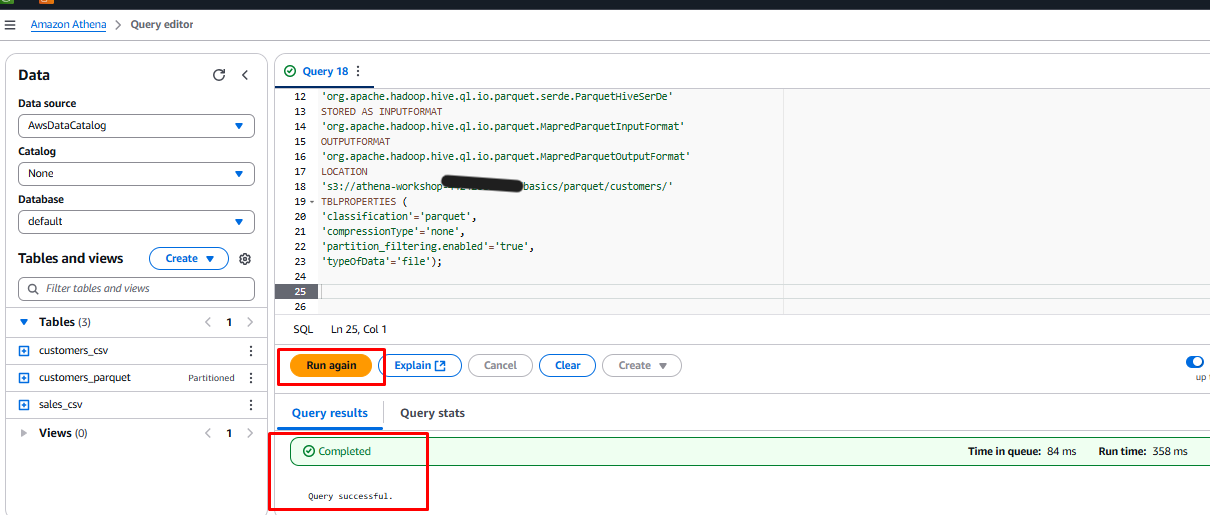 Amazon Athena > Query editor
Data
Data source
AwsDataCatalog
Catalog
None
Database
default
Tables and views
Create
Filter tables and views
Tables (3)
1
customers_csv
customers_parquet Partitioned
sales_csv
Views (0)
1
Query 18
12 'org.apache.hadoop.hive.ql.io.parquet.serde.ParquetHiveSerDe'
13 STORED AS INPUTFORMAT
14 'org.apache.hadoop.hive.ql.io.parquet.MapredParquetInputFormat'
15 OUTPUTFORMAT
16 'org.apache.hadoop.hive.ql.io.parquet.MapredParquetOutputFormat'
17 LOCATION
18 's3://athena-workshop- basics/parquet/customers/'
19 TBLPROPERTIES (
20 'classification'='parquet',
21 'compressionType'='none',
22 'partition_filtering.enabled'='true',
23 'typeOfData'='file');
24
25
26
SQL Ln 25, Col 1
Run again Explain Cancel Clear Create
up
Query results Query stats
Completed Time in queue: 84 ms Run time: 358 ms
Query successful.